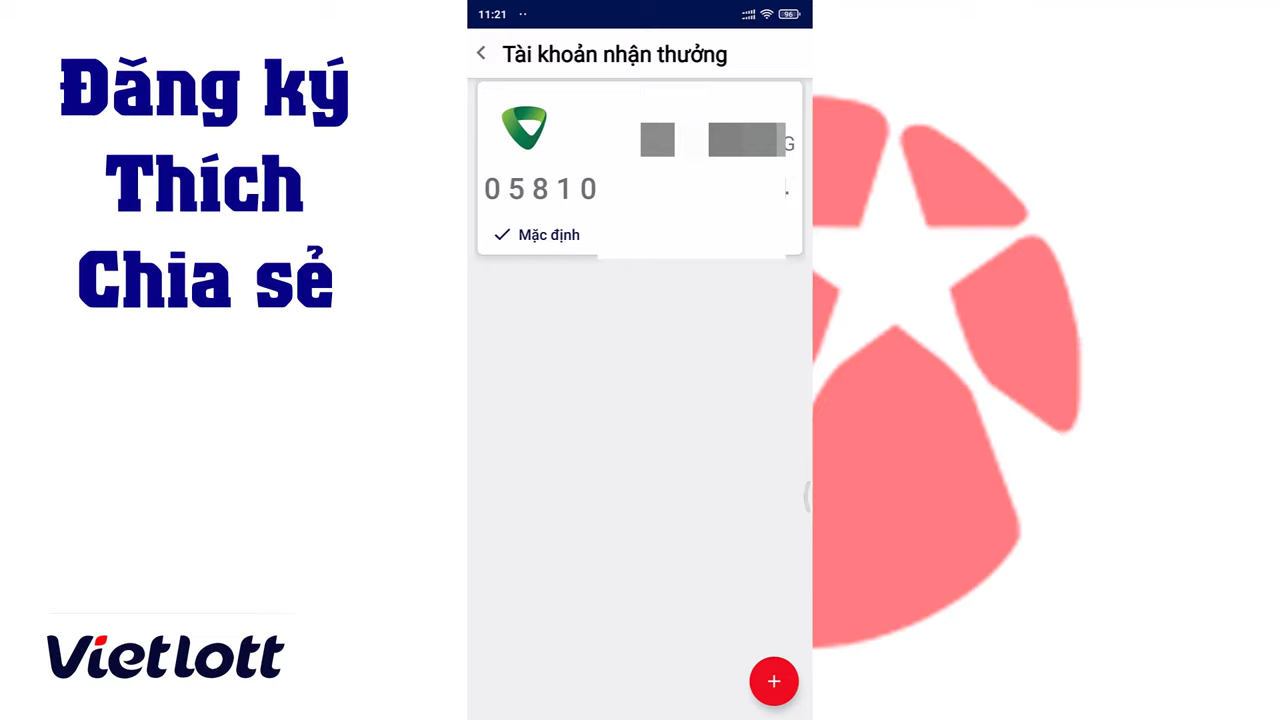 Đăng ký
Thích
Chia sẻ
Vietlott
11:21
96
Tài khoản nhận thưởng
G
05810
Mặc định
+